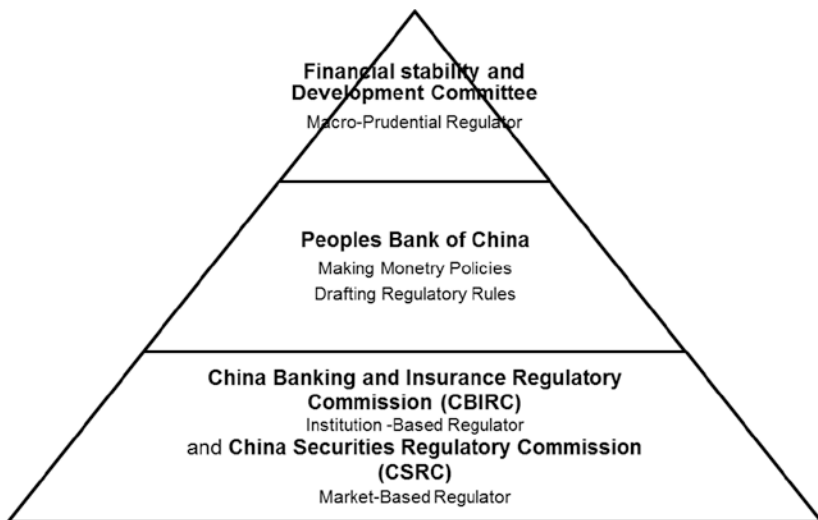 Financial stability and
Development Committee
Macro-Prudential Regulator
Peoples Bank of China
Making Monetry Policies
Drafting Regulatory Rules
China Banking and Insurance Regulatory
Commission (CBIRC)
Institution -Based Regulator
and China Securities Regulatory Commission
(CSRC)
Market-Based Regulator